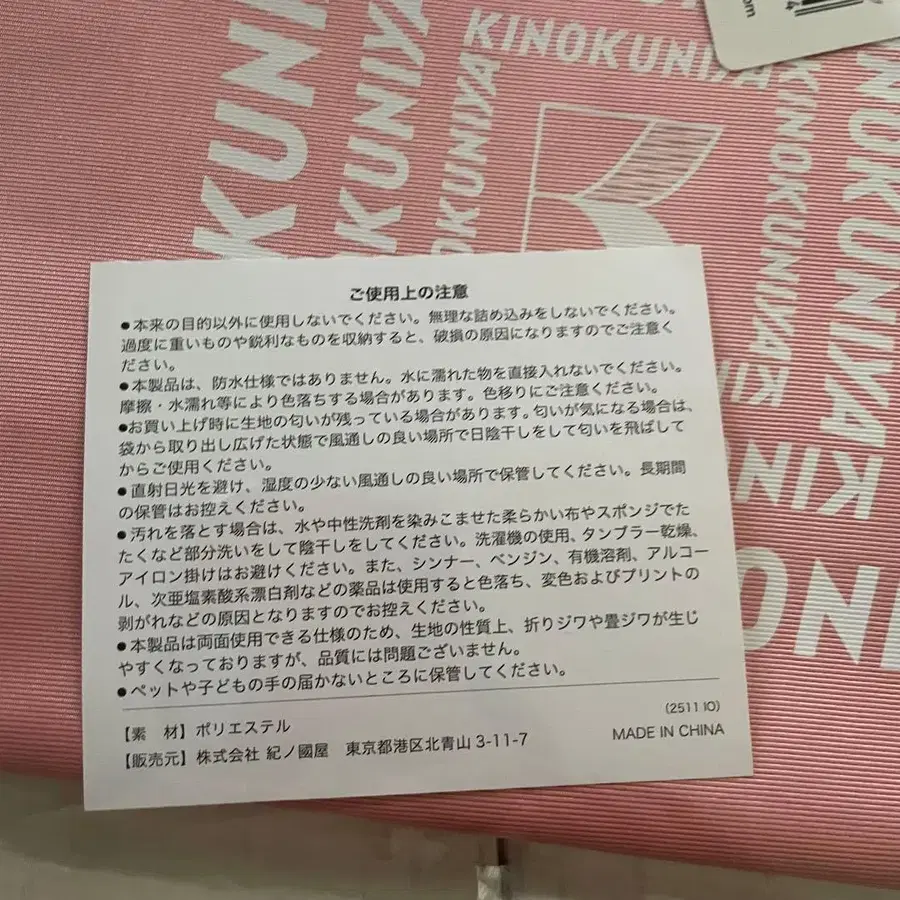 KUNI
KUNIYA
OKUNIYA
KINOKUNIYA
KINOKUNIYA
NOKUNIYA
KINO
KIN
om
4
ご使用上の注意
●本来の目的以外に使用しないでください。無理な詰め込みをしないでください。
過度に重いものや鋭利なものを収納すると、破損の原因になりますのでご注意く
ださい。
●本製品は、防水仕様ではありません。水に濡れた物を直接入れないでください。
摩擦・水濡れ等により色落ちする場合があります。色移りにご注意ください。
●お買い上げ時に生地の匂いが残っている場合があります。匂いが気になる場合は、
袋から取り出し広げた状態で風通しの良い場所で日陰干しをして匂いを飛ばして
からご使用ください。
●直射日光を避け、湿度の少ない風通しの良い場所で保管してください。長期間
の保管はお控えください。
●汚れを落とす場合は、水や中性洗剤を染みこませた柔らかい布やスポンジでた
たくなど部分洗いをして陰干しをしてください。洗濯機の使用、タンブラー乾燥、
アイロン掛けはお避けください。また、シンナー、ベンジン、有機溶剤、アルコー
ル、次亜塩素酸系漂白剤などの薬品は使用すると色落ち、変色およびプリントの
剥がれなどの原因となりますのでお控えください。
●本製品は両面使用できる仕様のため、生地の性質上、折りジワや畳ジワが生じ
やすくなっておりますが、品質には問題ございません。
●ペットや子どもの手の届かないところに保管してください。
【素　材】ポリエステル
(2511 IO)
【販売元】株式会社 紀ノ國屋　東京都港区北青山 3-11-7
MADE IN CHINA